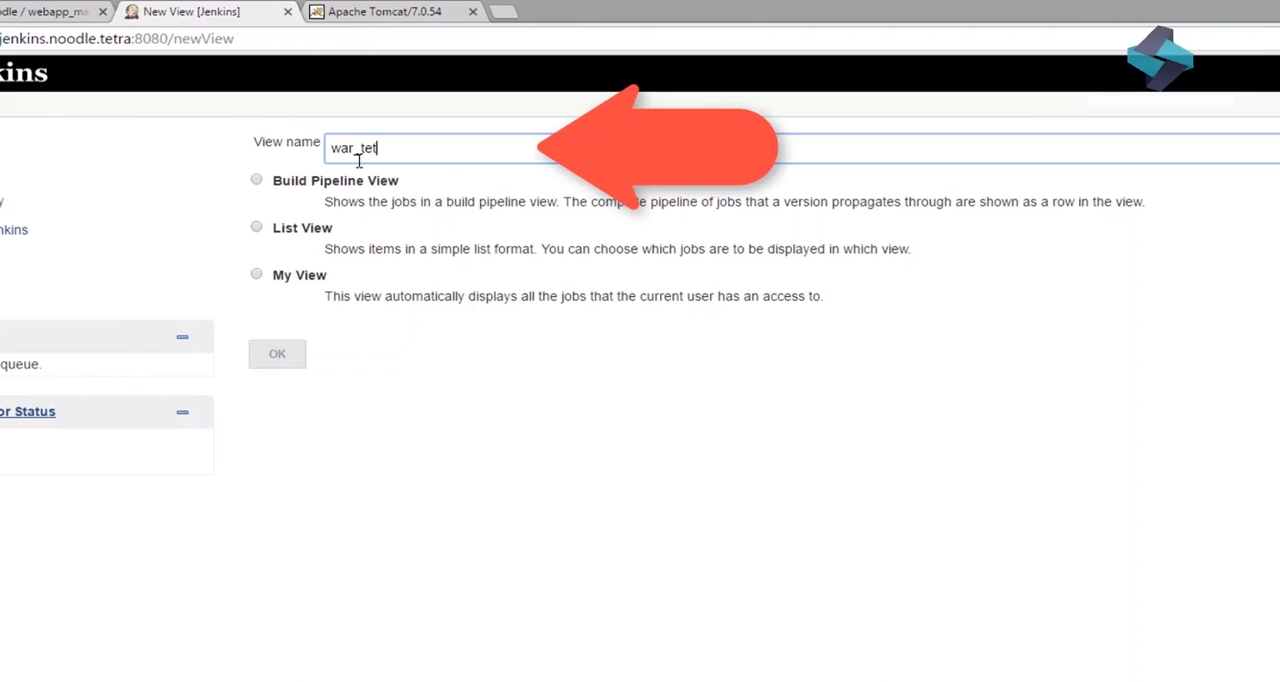 dle / webapp_ma
New View [Jenkins]
Apache Tomcat/7.0.54
jenkins.noodle.tetra:8080/newView
kins
View name war_tet
Build Pipeline View
Shows the jobs in a build pipeline view. The comp pipeline of jobs that a version propagates through are shown as a row in the view.
y
List View
nkins
Shows items in a simple list format. You can choose which jobs are to be displayed in which view.
My View
This view automatically displays all the jobs that the current user has an access to.
OK
queue.
or Status